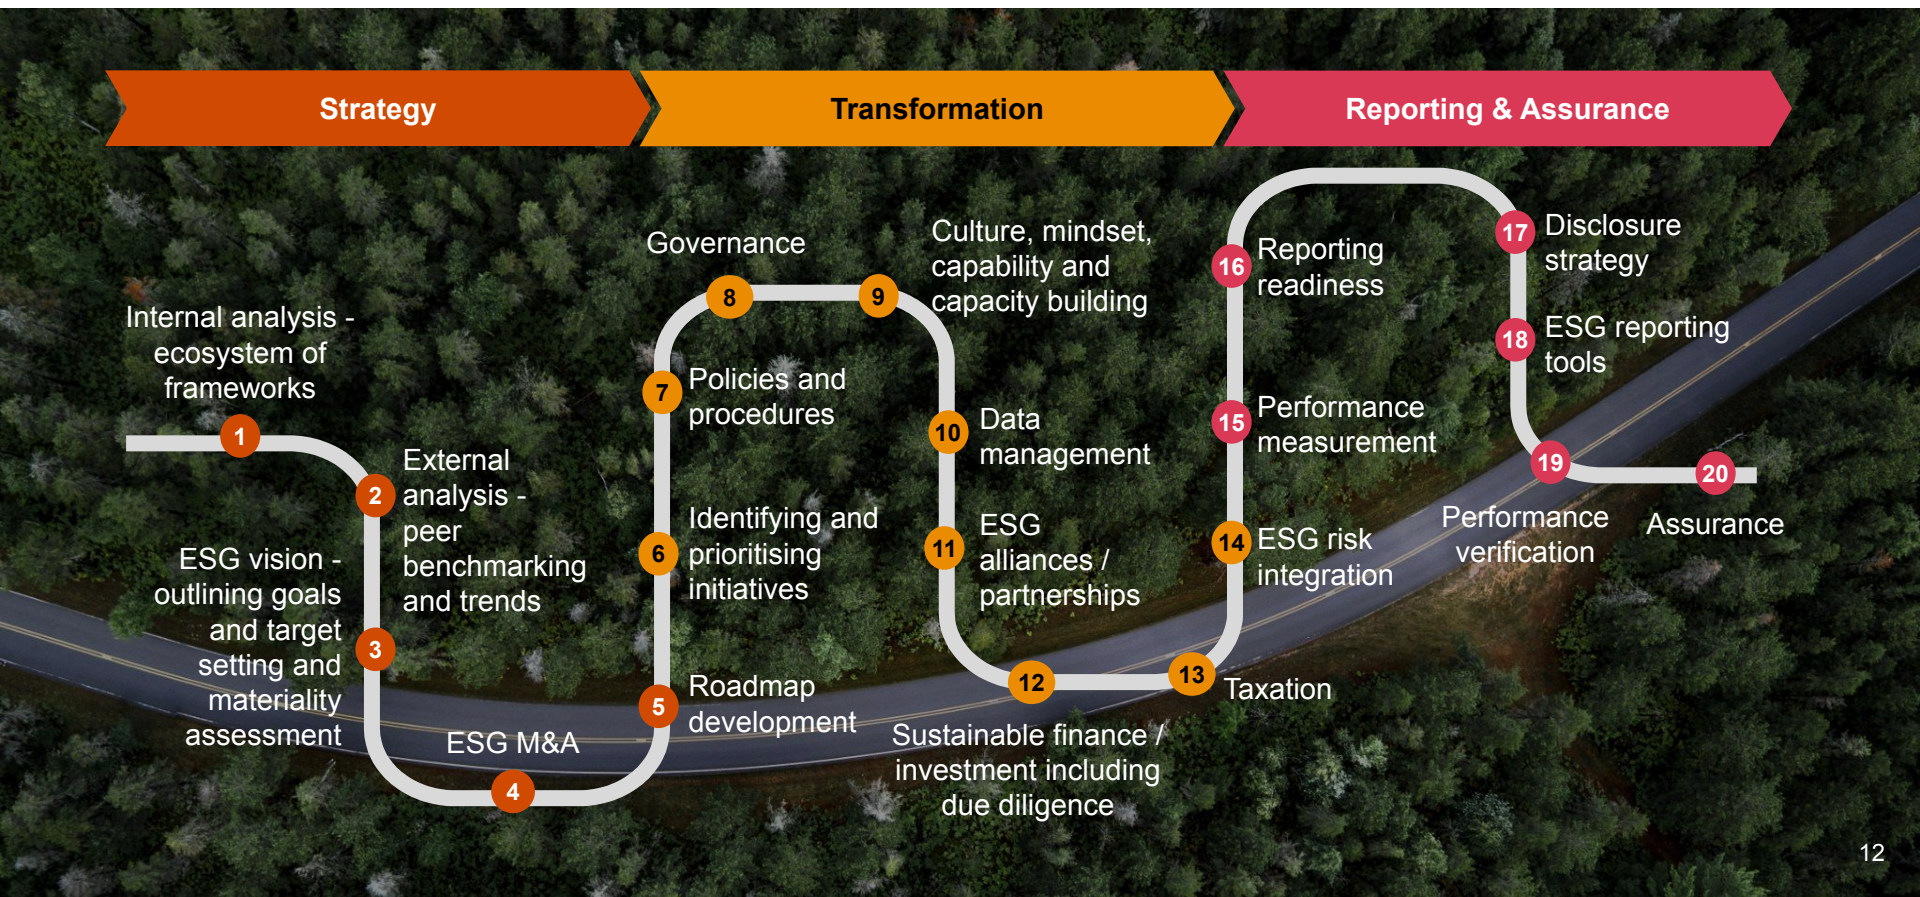 Strategy
Transformation
Reporting & Assurance
1
Internal analysis -
ecosystem of
frameworks
2
External
analysis -
peer
benchmarking
and trends
3
ESG vision -
outlining goals
and target
setting and
materiality
assessment
4
ESG M&A
5
Roadmap
development
6
Identifying and
prioritising
initiatives
7
Policies and
procedures
8
Governance
9
Culture, mindset,
capability and
capacity building
10
Data
management
11
ESG
alliances /
partnerships
12
Sustainable finance /
investment including
due diligence
13
Taxation
14
ESG risk
integration
15
Performance
measurement
16
Reporting
readiness
17
Disclosure
strategy
18
ESG reporting
tools
19
Performance
verification
20
Assurance
12